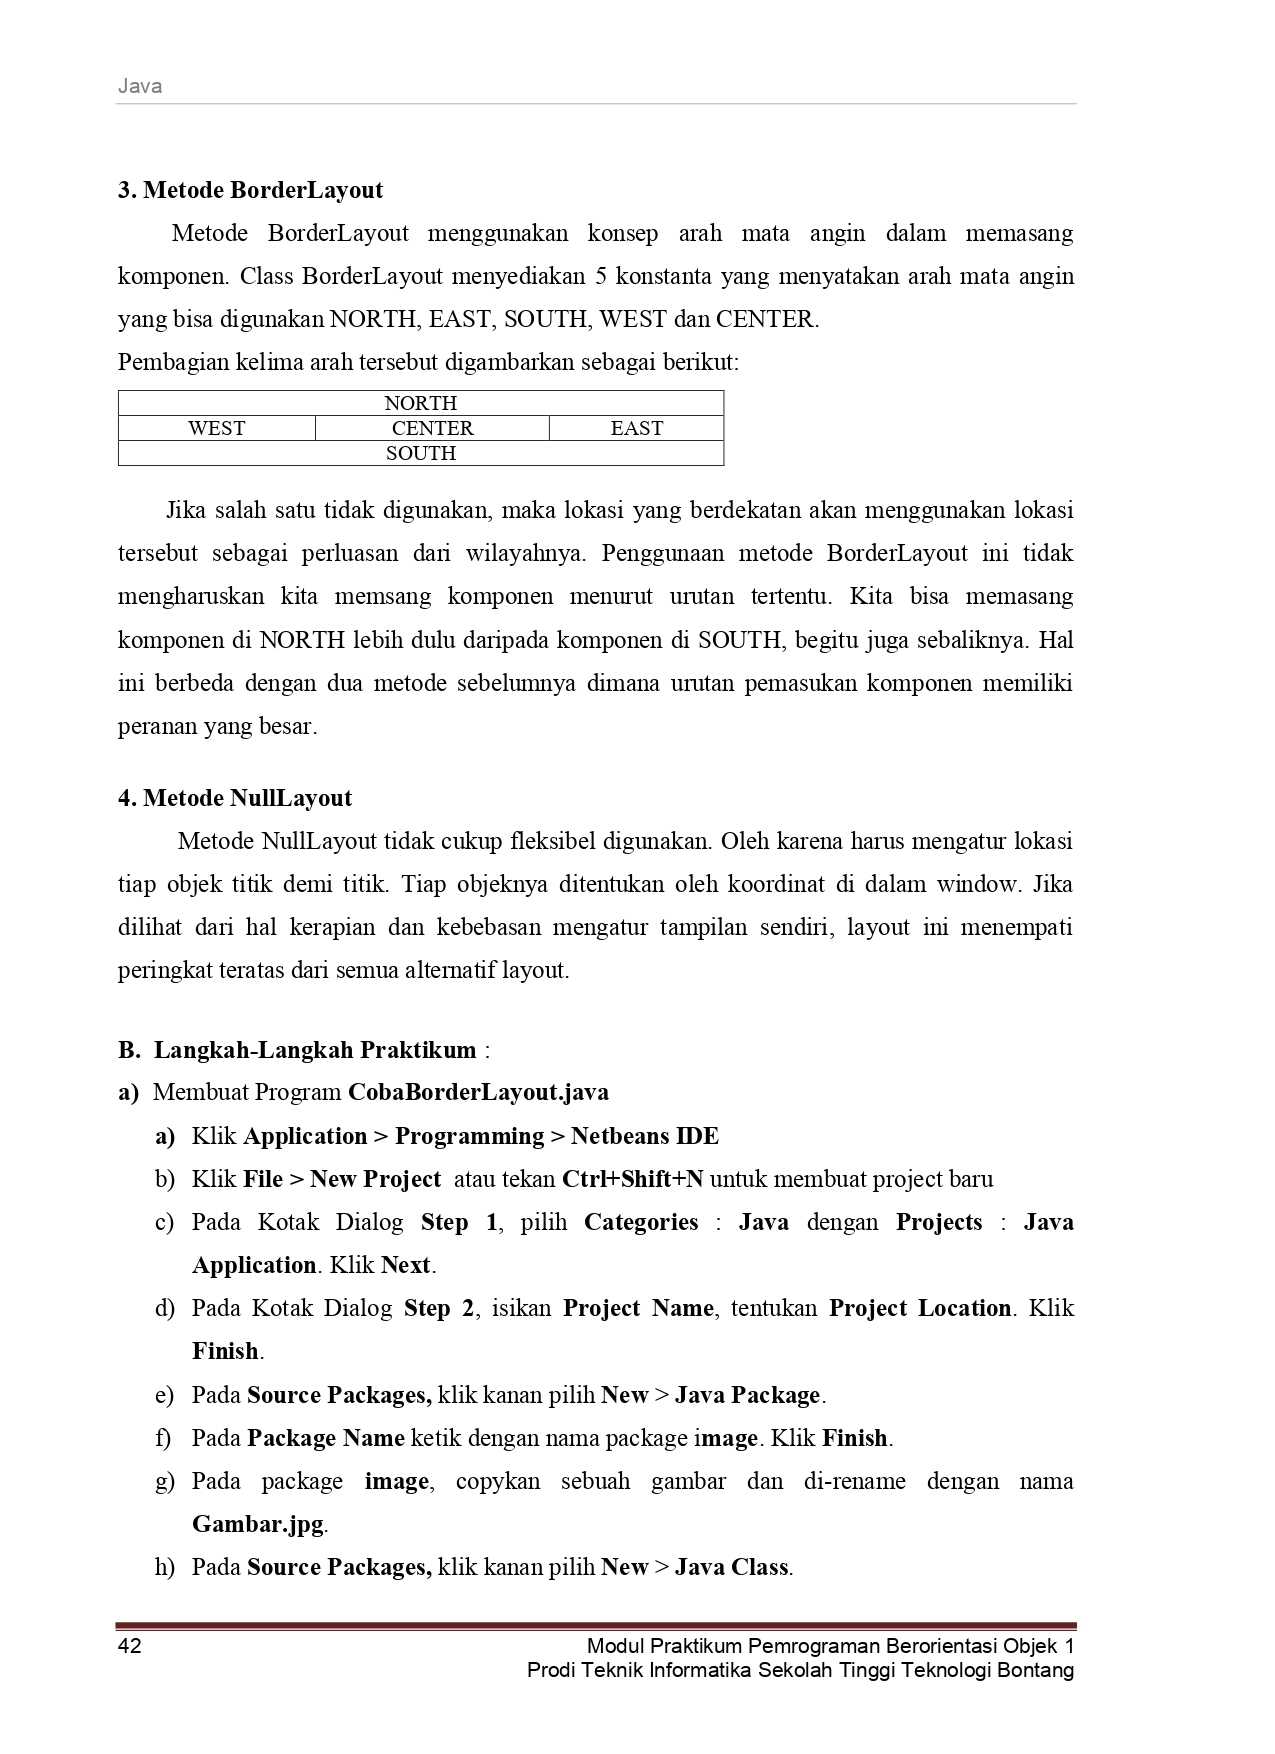 Java
3. Metode BorderLayout
Metode BorderLayout menggunakan konsep arah mata angin dalam memasang
komponen. Class BorderLayout menyediakan 5 konstanta yang menyatakan arah mata angin
yang bisa digunakan NORTH, EAST, SOUTH, WEST dan CENTER.
Pembagian kelima arah tersebut digambarkan sebagai berikut:
NORTH
WEST CENTER EAST
SOUTH
Jika salah satu tidak digunakan, maka lokasi yang berdekatan akan menggunakan lokasi
tersebut sebagai perluasan dari wilayahnya. Penggunaan metode BorderLayout ini tidak
mengharuskan kita memsang komponen menurut urutan tertentu. Kita bisa memasang
komponen di NORTH lebih dulu daripada komponen di SOUTH, begitu juga sebaliknya. Hal
ini berbeda dengan dua metode sebelumnya dimana urutan pemasukan komponen memiliki
peranan yang besar.
4. Metode NullLayout
Metode NullLayout tidak cukup fleksibel digunakan. Oleh karena harus mengatur lokasi
tiap objek titik demi titik. Tiap objeknya ditentukan oleh koordinat di dalam window. Jika
dilihat dari hal kerapian dan kebebasan mengatur tampilan sendiri, layout ini menempati
peringkat teratas dari semua alternatif layout.
B. Langkah-Langkah Praktikum :
a) Membuat Program CobaBorderLayout.java
a) Klik Application > Programming > Netbeans IDE
b) Klik File > New Project atau tekan Ctrl+Shift+N untuk membuat project baru
c) Pada Kotak Dialog Step 1, pilih Categories : Java dengan Projects : Java
Application. Klik Next.
d) Pada Kotak Dialog Step 2, isikan Project Name, tentukan Project Location. Klik
Finish.
e) Pada Source Packages, klik kanan pilih New > Java Package.
f) Pada Package Name ketik dengan nama package image. Klik Finish.
g) Pada package image, copykan sebuah gambar dan di-rename dengan nama
Gambar.jpg.
h) Pada Source Packages, klik kanan pilih New > Java Class.
42 Modul Praktikum Pemrograman Berorientasi Objek 1
Prodi Teknik Informatika Sekolah Tinggi Teknologi Bontang